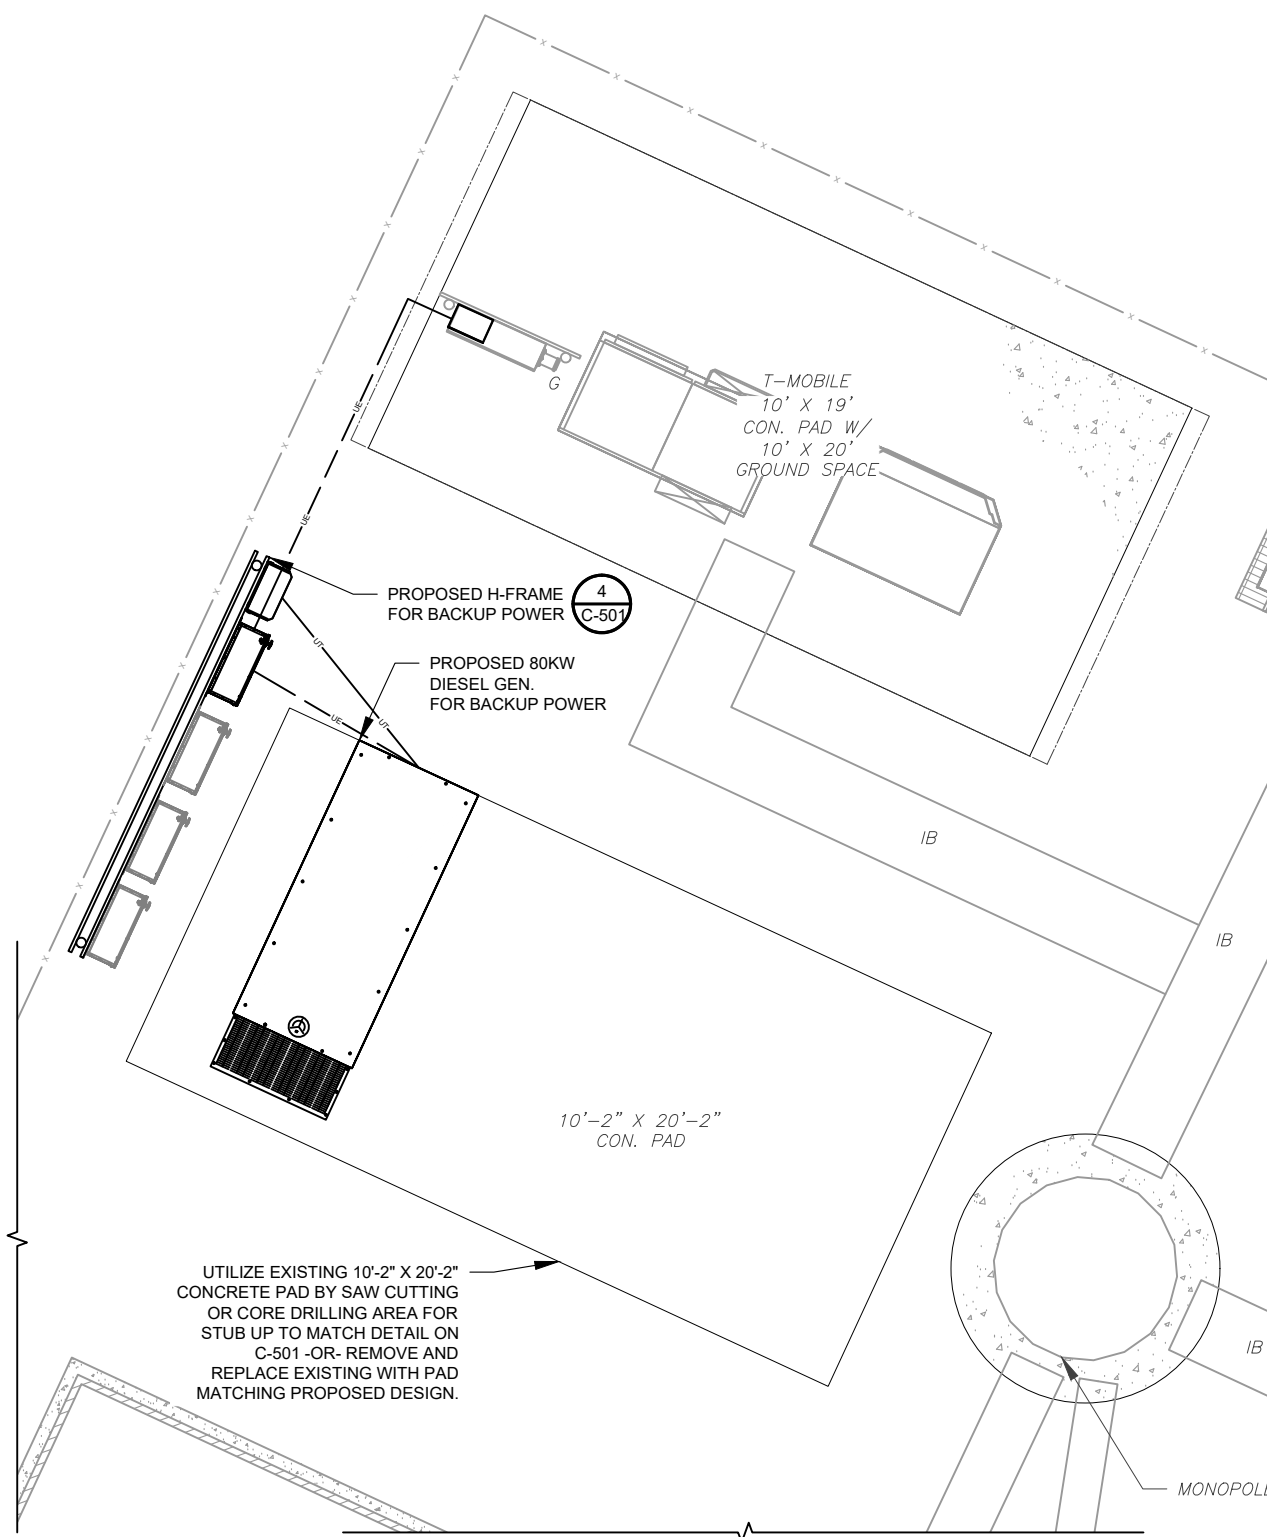 G
T-MOBILE
10' X 19'
CON. PAD W/
10' X 20'
GROUND SPACE
UE
UE
PROPOSED H-FRAME
FOR BACKUP POWER
4
C-501
UT
PROPOSED 80KW
DIESEL GEN.
FOR BACKUP POWER
UE
UT
IB
IB
10'-2" X 20'-2"
CON. PAD
UTILIZE EXISTING 10'-2" X 20'-2"
CONCRETE PAD BY SAW CUTTING
OR CORE DRILLING AREA FOR
STUB UP TO MATCH DETAIL ON
C-501 -OR- REMOVE AND
REPLACE EXISTING WITH PAD
MATCHING PROPOSED DESIGN.
IB
MONOPOLE